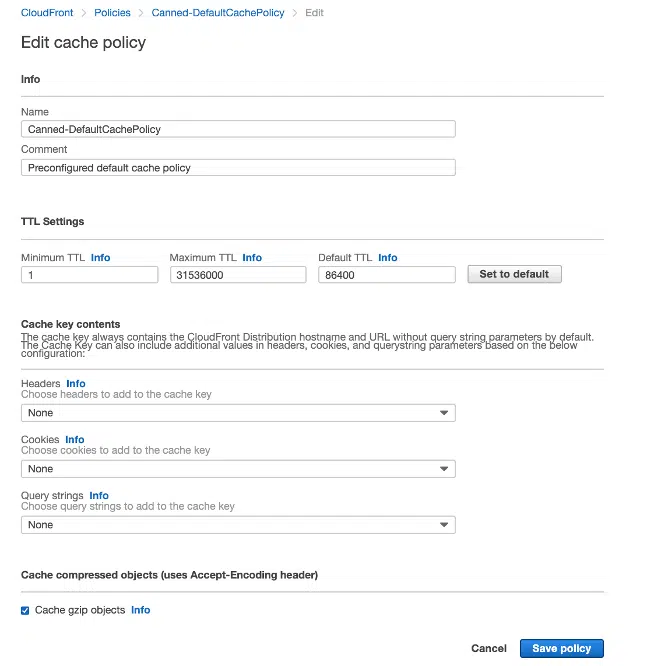 CloudFront > Policies > Canned-DefaultCachePolicy > Edit
Edit cache policy
Info
Name
Canned-DefaultCachePolicy
Comment
Preconfigured default cache policy
TTL Settings
Minimum TTL Info Maximum TTL Info Default TTL Info
1 31536000 86400 Set to default
Cache key contents
The cache key always contains the CloudFront Distribution hostname and URL without query string parameters by default.
The Cache Key can also include additional values in headers, cookies, and querystring parameters based on the below
configuration:
Headers Info
Choose headers to add to the cache key
None
Cookies Info
Choose cookies to add to the cache key
None
Query strings Info
Choose query strings to add to the cache key
None
Cache compressed objects (uses Accept-Encoding header)
Cache gzip objects Info
Cancel Save policy